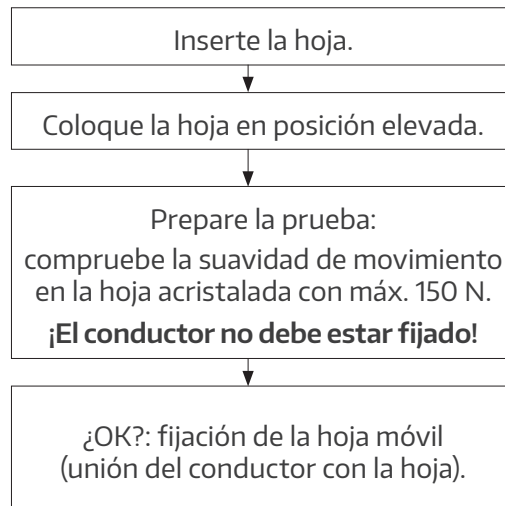 Inserte la hoja.
Coloque la hoja en posición elevada.
Prepare la prueba:
compruebe la suavidad de movimiento
en la hoja acristalada con máx. 150 N.
¡El conductor no debe estar fijado!
¿OK?: fijación de la hoja móvil
(unión del conductor con la hoja).